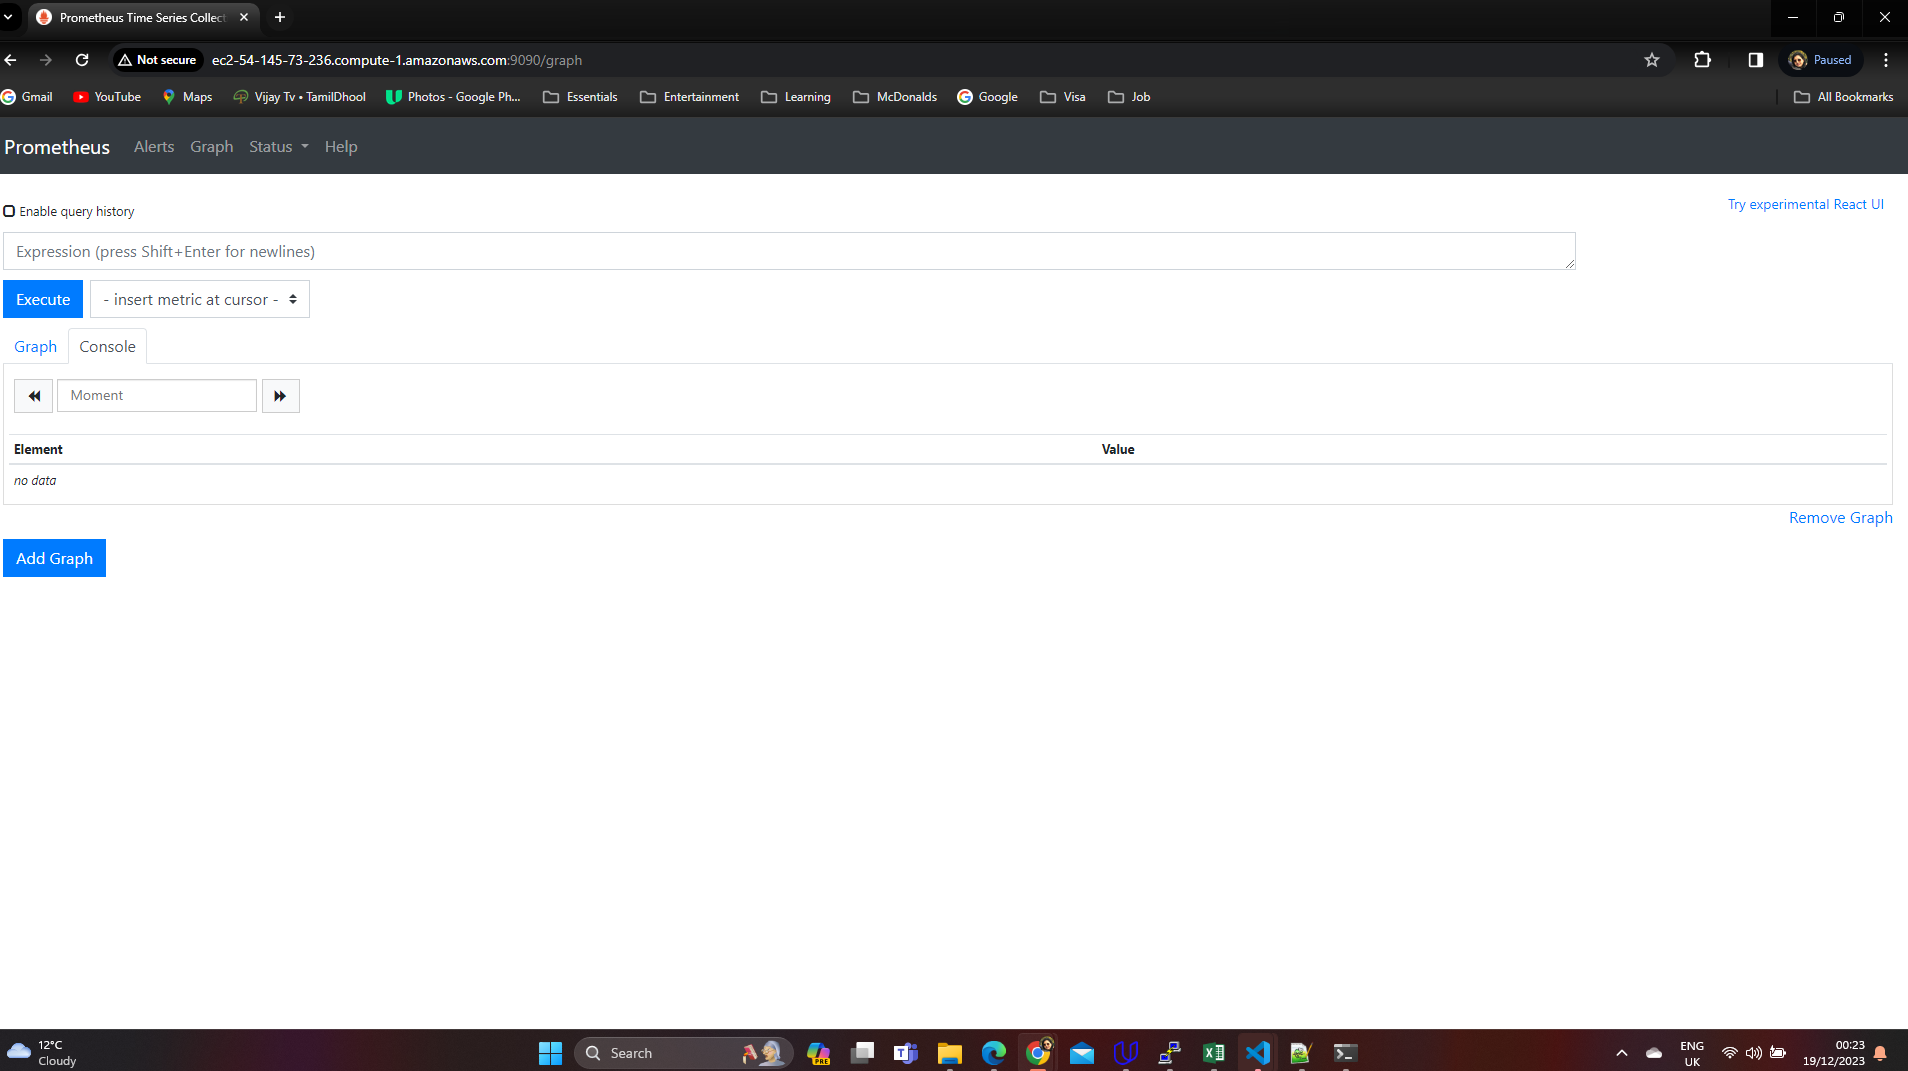 Prometheus Time Series Collect
Not secure ec2-54-145-73-236.compute-1.amazonaws.com:9090/graph Paused
Gmail YouTube Maps Vijay Tv • TamilDhool Photos - Google Ph... Essentials Entertainment Learning McDonalds Google Visa Job All Bookmarks
Prometheus Alerts Graph Status Help
Try experimental React UI
Enable query history
Expression (press Shift+Enter for newlines)
Execute - insert metric at cursor -
Graph Console
Moment
Element Value
no data
Remove Graph
Add Graph
12°C
Cloudy
Search
PRE
ENG
UK
00:23
19/12/2023